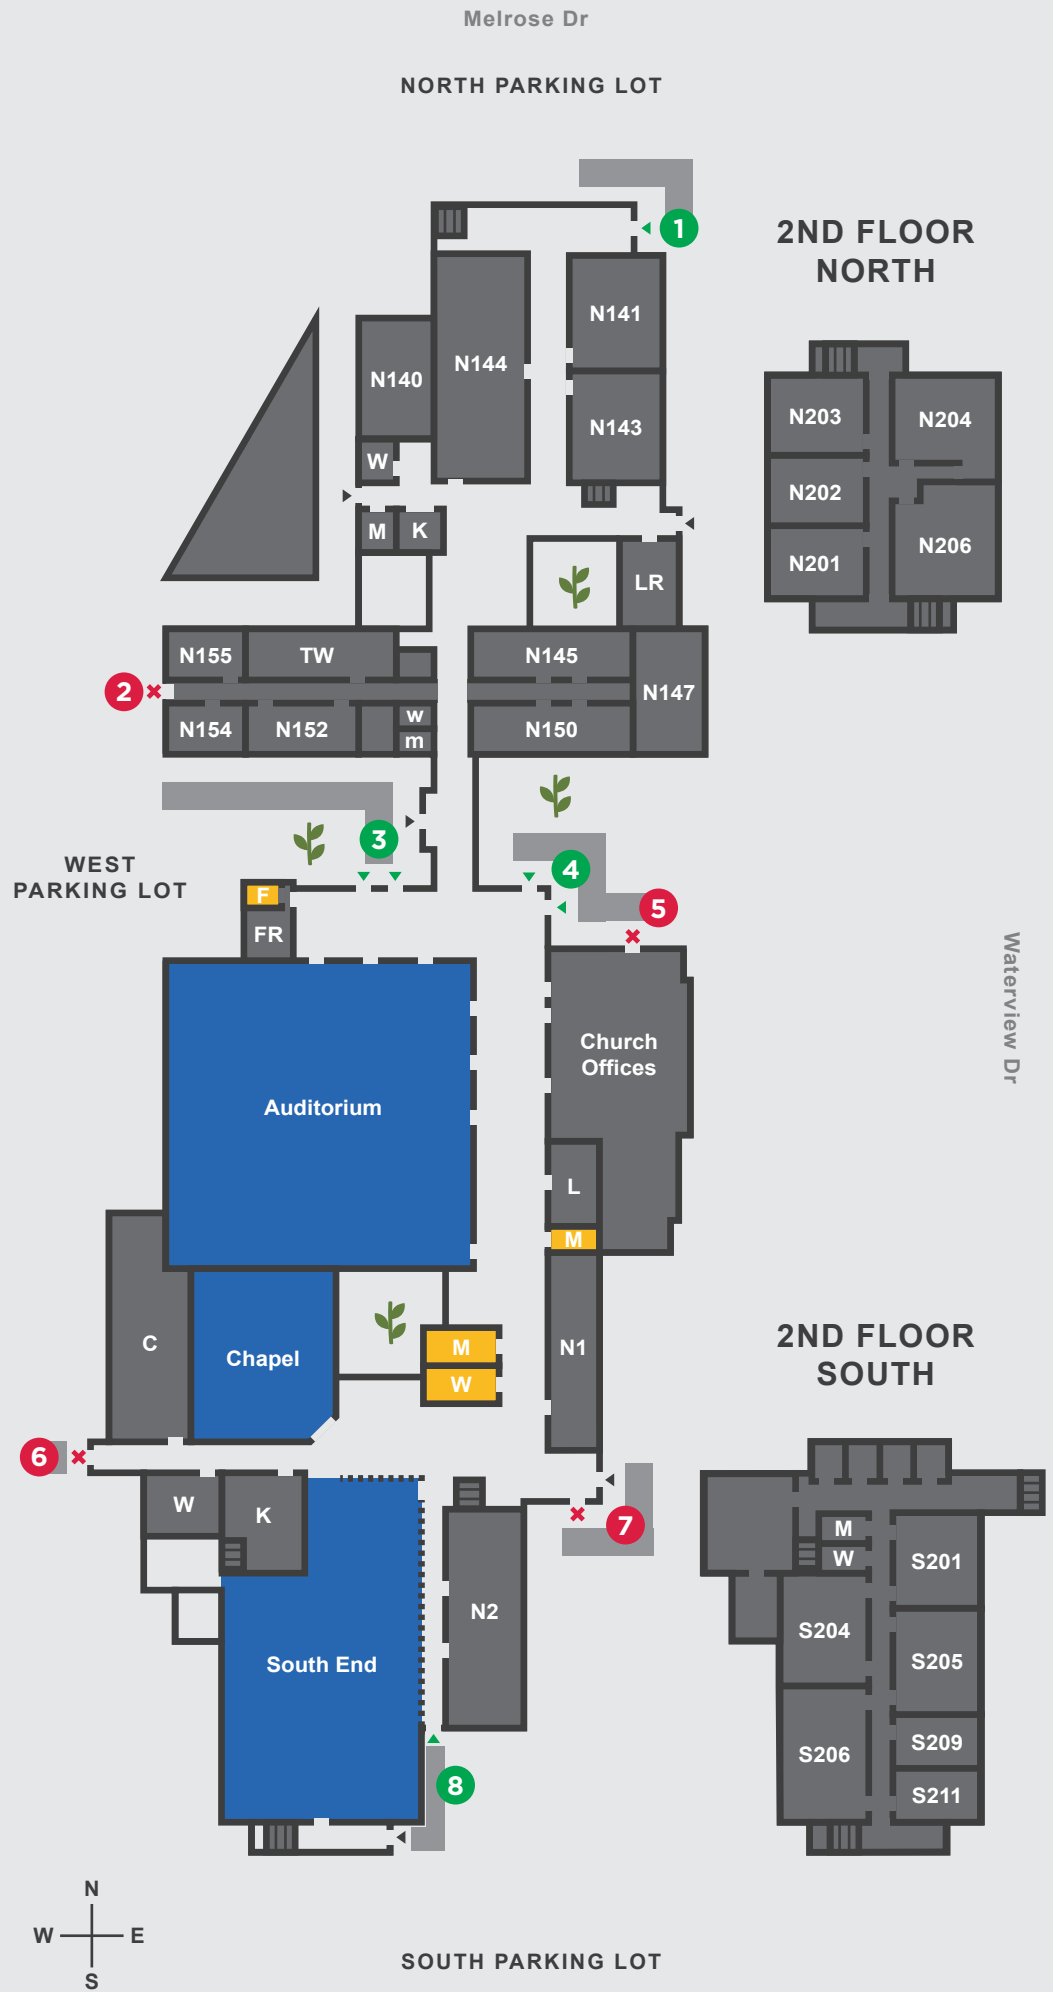 Melrose Dr
NORTH PARKING LOT
1
2ND FLOOR
NORTH
N141
N144
N140
N143
N203
N204
W
N202
M
K
N206
N201
LR
N155
TW
N145
2
N147
w
N154
N152
N150
m
3
WEST
PARKING LOT
4
F
5
FR
Waterview Dr
Church
Offices
Auditorium
L
M
C
Chapel
M
W
N1
2ND FLOOR
SOUTH
6
W
K
7
M
W
S201
N2
S204
South End
S205
S206
S209
8
S211
N
W
E
S
SOUTH PARKING LOT